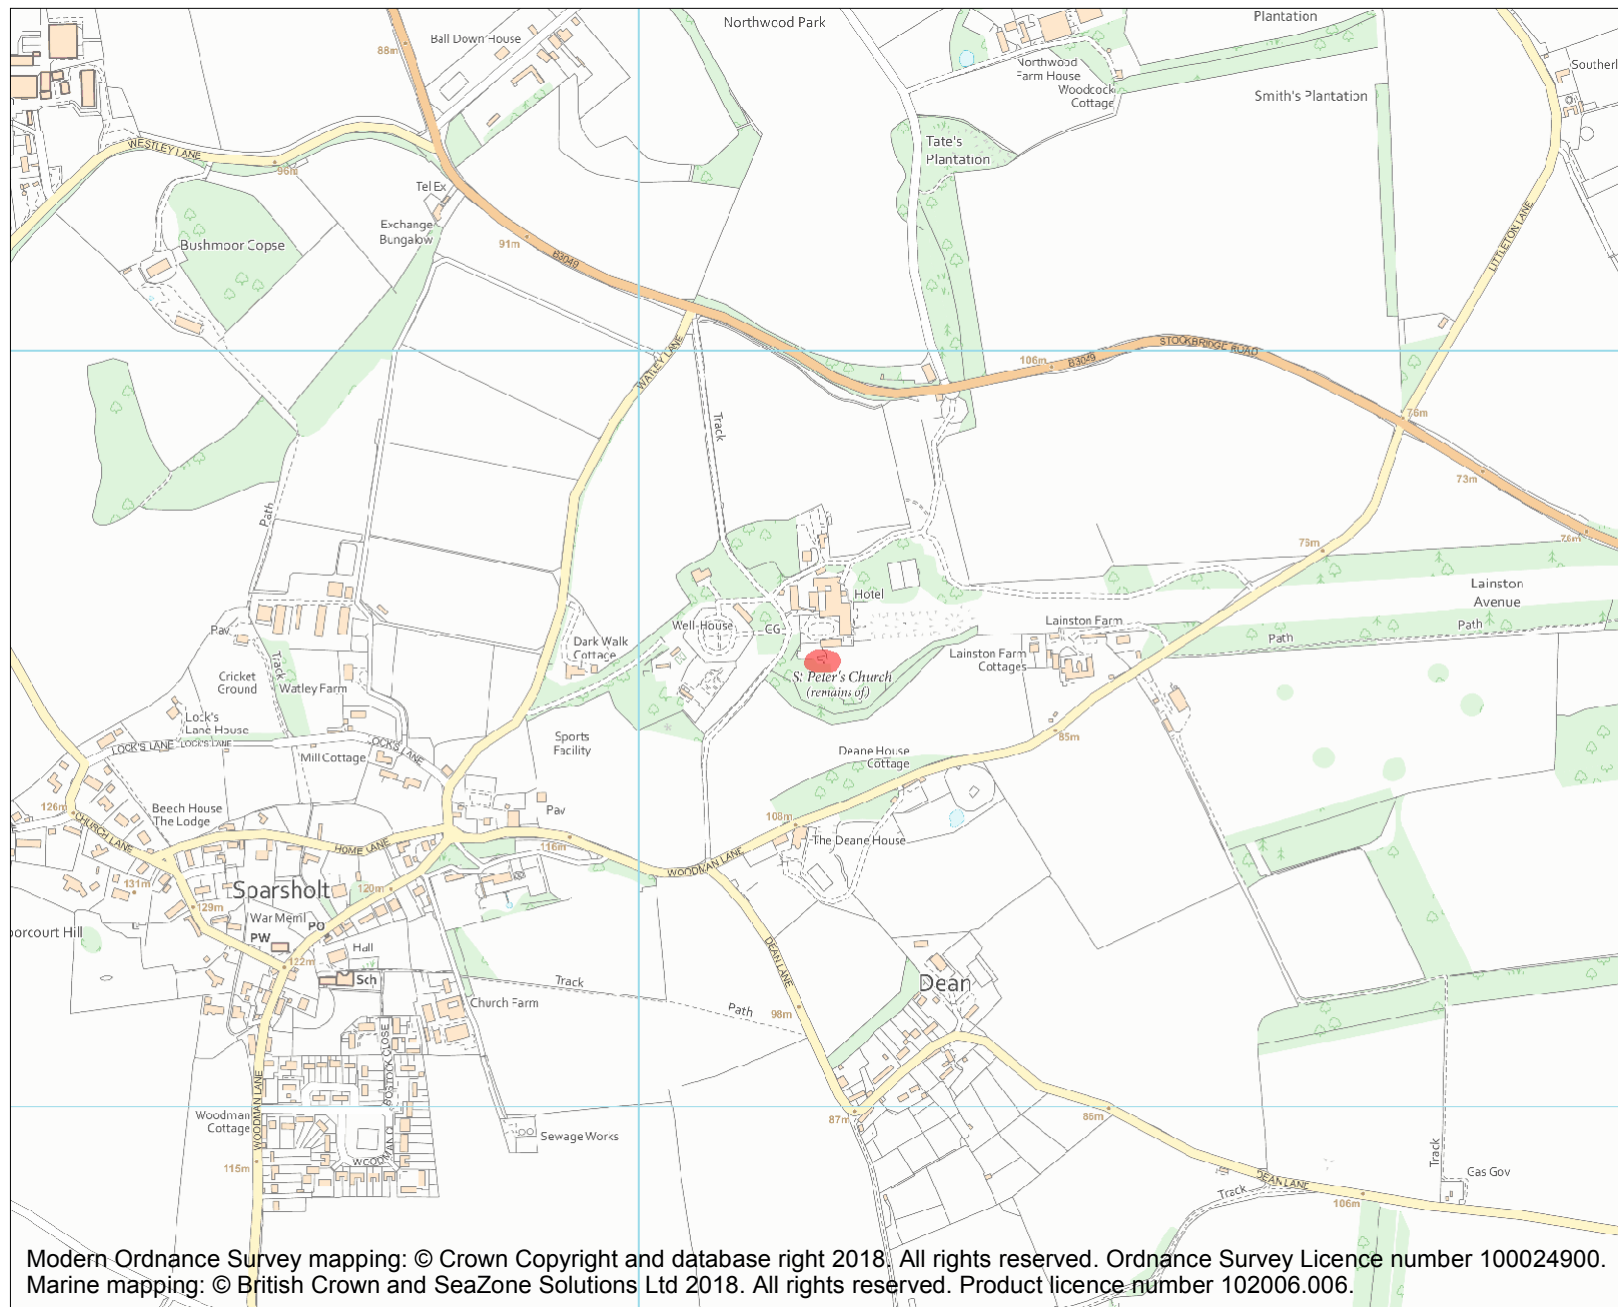 Northwood Park
Plantation
88m
Ball Down House
Northwood
Farm House
Woodcock
Cottage
Smith's Plantation
WESTLEY LANE
96m
Tate's
Plantation
Tel Ex
Exchange
Bungalow
Bushmoor Copse
91m
B3049
LITTLETON LANE
WATLEY LANE
106m
B3049
STOCKBRIDGE ROAD
76m
Track
73m
Path
75m
76m
Lainston
Avenue
Hotel
Well-House
CG
Lainston Farm
Path
Path
Pav
Dark Walk
Cottage
Lainston Farm
Cottages
Track
Cricket
Ground
Watley Farm
St Peter's Church
(remains of)
Lock's
Lane House
LOCK'S LANE
LOCK'S LANE
LOCKS LANE
Mill Cottage
Sports
Facility
85m
Deane House
Cottage
126m
Beech House
The Lodge
Pav
108m
CHURCH LANE
HOME LANE
116m
The Deane House
WOODMAN LANE
131m
Sparsholt
120m
129m
War Meml
PO
PW
Hall
122m
Sch
DEAN LANE
Track
Dean
Church Farm
Path
98m
BOSTOCK CLOSE
WOODMAN LANE
Woodman
Cottage
87m
86m
Sewage Works
115m
Track
Gas Gov
Track
DEAN LANE
106m
Modern Ordnance Survey mapping: © Crown Copyright and database right 2018. All rights reserved. Ordnance Survey Licence number 100024900.
Marine mapping: © British Crown and SeaZone Solutions Ltd 2018. All rights reserved. Product licence number 102006.006.